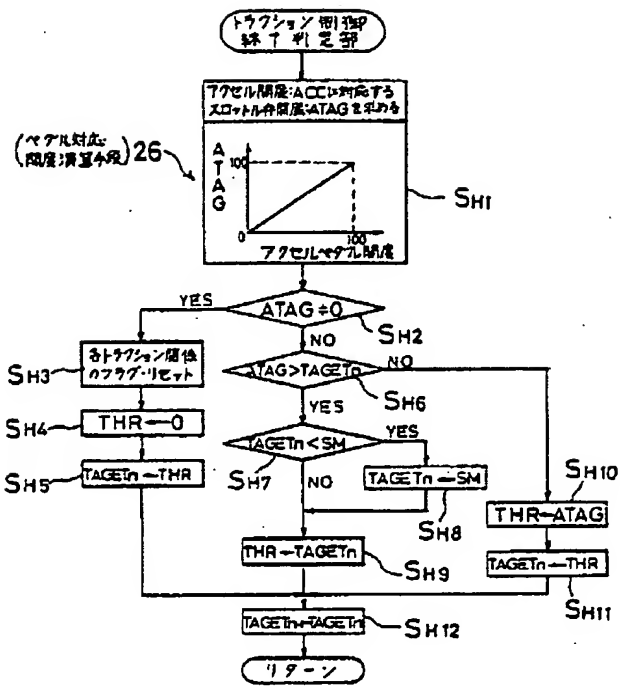 トラクション制御
終了判定部
アクセル開度:ACCに対応する
スロットル弁開度:ATAGを求める
(ペダル対応
開度演算手段) 26
ATAG
100
0
100
アクセルペダル開度
SH1
YES
ATAG≠0
SH2
NO
各トラクション関係
のフラグ・リセット
SH3
ATAG>TAGETn
NO
SH6
YES
THR←0
SH4
TAGETn<SM
YES
SH7
TAGETn←THR
SH5
TAGETn←SM
SH8
NO
SH10
THR←ATAG
THR←TAGETn
SH9
TAGETn←THR
SH11
SH12
リターン